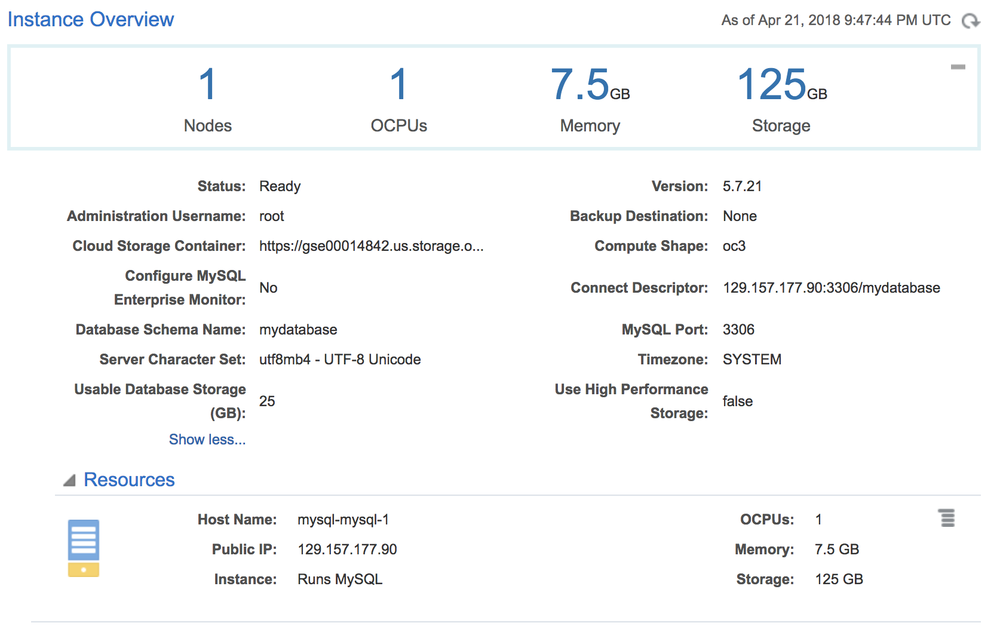 Instance Overview
As of Apr 21, 2018 9:47:44 PM UTC
1 1 7.5GB 125GB
Nodes OCPUs Memory Storage
Status: Ready Version: 5.7.21
Administration Username: root Backup Destination: None
Cloud Storage Container: https://gse00014842.us.storage.o... Compute Shape: oc3
Configure MySQL
Enterprise Monitor: No Connect Descriptor: 129.157.177.90:3306/mydatabase
Database Schema Name: mydatabase MySQL Port: 3306
Server Character Set: utf8mb4 - UTF-8 Unicode Timezone: SYSTEM
Usable Database Storage
(GB): 25 Use High Performance
Storage: false
Show less...
Resources
Host Name: mysql-mysql-1 OCPUs: 1
Public IP: 129.157.177.90 Memory: 7.5 GB
Instance: Runs MySQL Storage: 125 GB